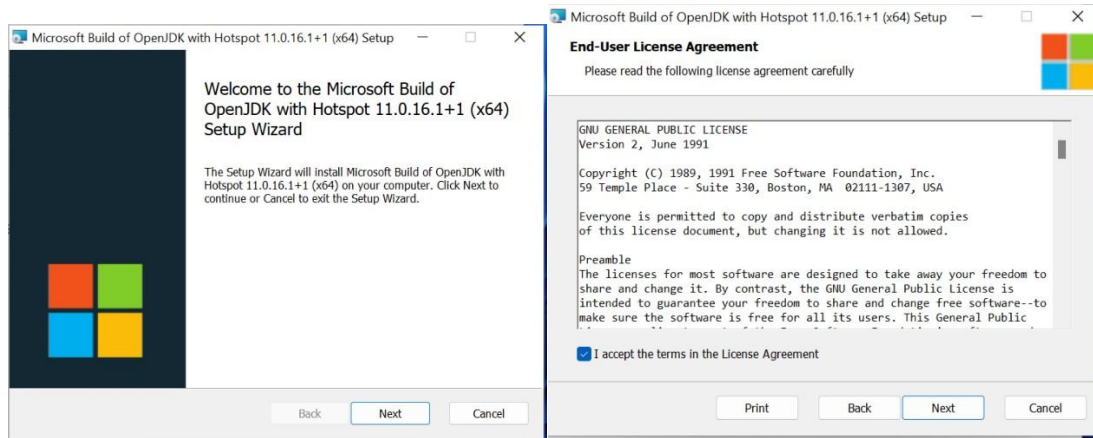 Microsoft Build of OpenJDK with Hotspot 11.0.16.1+1 (x64) Setup
Welcome to the Microsoft Build of
OpenJDK with Hotspot 11.0.16.1+1 (x64)
Setup Wizard
The Setup Wizard will install Microsoft Build of OpenJDK with
Hotspot 11.0.16.1+1 (x64) on your computer. Click Next to
continue or Cancel to exit the Setup Wizard.
Back Next Cancel
Microsoft Build of OpenJDK with Hotspot 11.0.16.1+1 (x64) Setup
End-User License Agreement
Please read the following license agreement carefully
GNU GENERAL PUBLIC LICENSE
Version 2, June 1991
Copyright (C) 1989, 1991 Free Software Foundation, Inc.
59 Temple Place - Suite 330, Boston, MA 02111-1307, USA
Everyone is permitted to copy and distribute verbatim copies
of this license document, but changing it is not allowed.
Preamble
The licenses for most software are designed to take away your freedom to
share and change it. By contrast, the GNU General Public License is
intended to guarantee your freedom to share and change free software--to
make sure the software is free for all its users. This General Public
I accept the terms in the License Agreement
Print Back Next Cancel